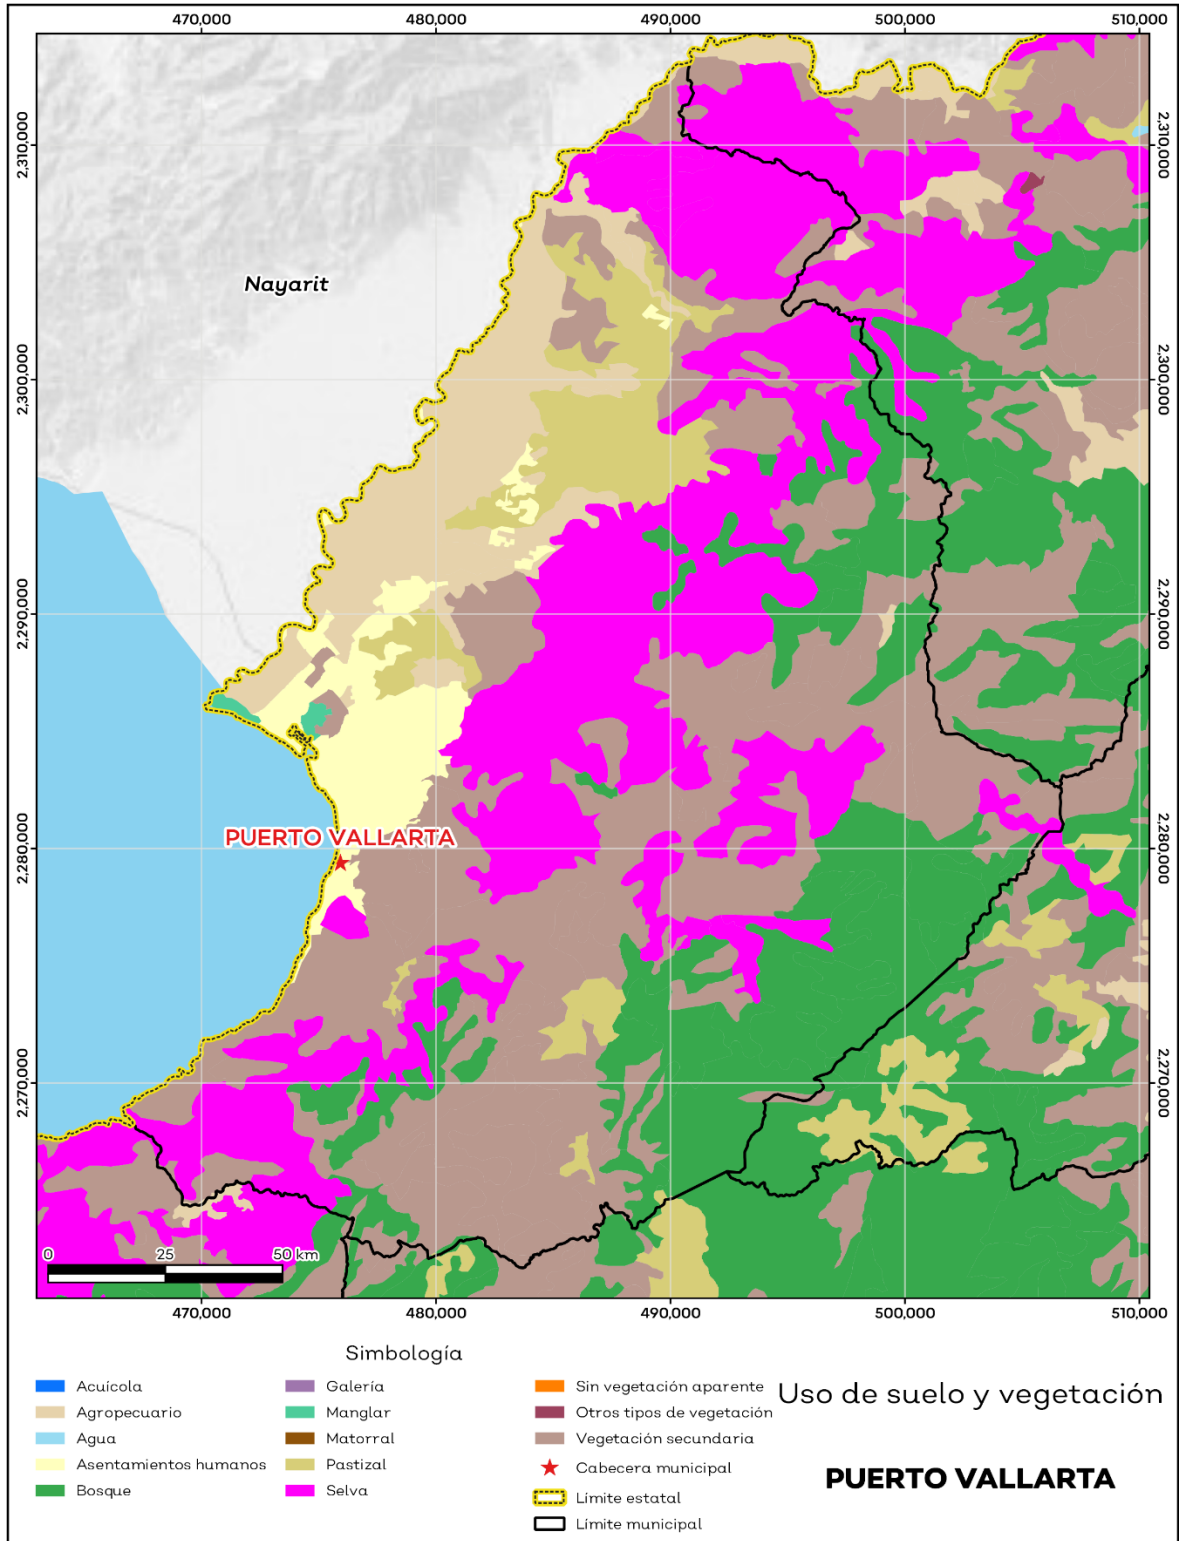 470,000 480,000 490,000 500,000 510,000
2,310,000 2,310,000
Nayarit
2,300,000 2,300,000
2,290,000 2,290,000
PUERTO VALLARTA
2,280,000 2,280,000
2,270,000 2,270,000
0 25 50 km
470,000 480,000 490,000 500,000 510,000
Simbología
Acuícola
Agropecuario
Agua
Asentamientos humanos
Bosque
Galería
Manglar
Matorral
Pastizal
Selva
Sin vegetación aparente
Otros tipos de vegetación
Vegetación secundaria
Cabecera municipal
Límite estatal
Límite municipal
Uso de suelo y vegetación
PUERTO VALLARTA